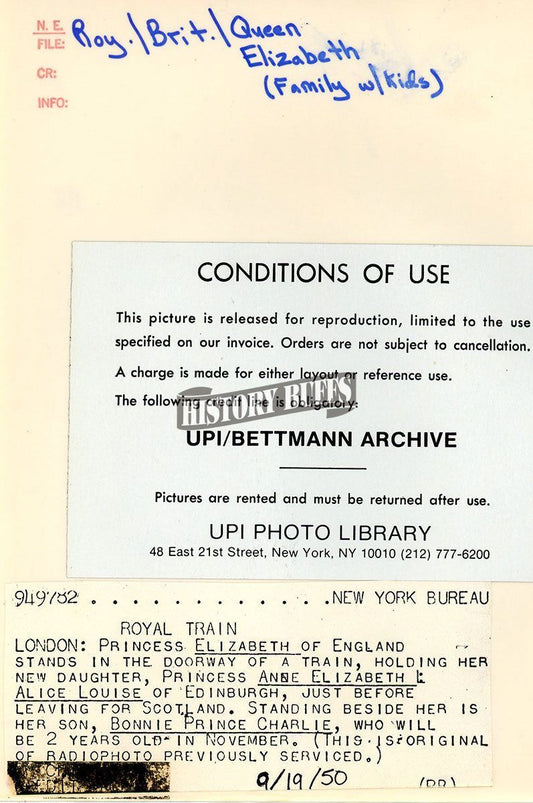 N. E.
FILE: Roy./Brit./Queen
Elizabeth
CR: (Family w/Kids)
INFO:
CONDITIONS OF USE
This picture is released for reproduction, limited to the use
specified on our invoice. Orders are not subject to cancellation.
A charge is made for either layout or reference use.
The following credit line is obligatory:
HISTORY BUFFS
UPI/BETTMANN ARCHIVE
Pictures are rented and must be returned after use.
UPI PHOTO LIBRARY
48 East 21st Street, New York, NY 10010 (212) 777-6200
949782 . . . . . . . . . . . . .NEW YORK BUREAU
ROYAL TRAIN
LONDON: PRINCESS ELIZABETH OF ENGLAND
STANDS IN THE DOORWAY OF A TRAIN, HOLDING HER
NEW DAUGHTER, PRINCESS ANNE ELIZABETH
ALICE LOUISE OF EDINBURGH, JUST BEFORE
LEAVING FOR SCOTLAND. STANDING BESIDE HER IS
HER SON, BONNIE PRINCE CHARLIE, WHO WILL
BE 2 YEARS OLD IN NOVEMBER. (THIS IS ORIGINAL
OF RADIOPHOTO PREVIOUSLY SERVICED.)
9/19/50